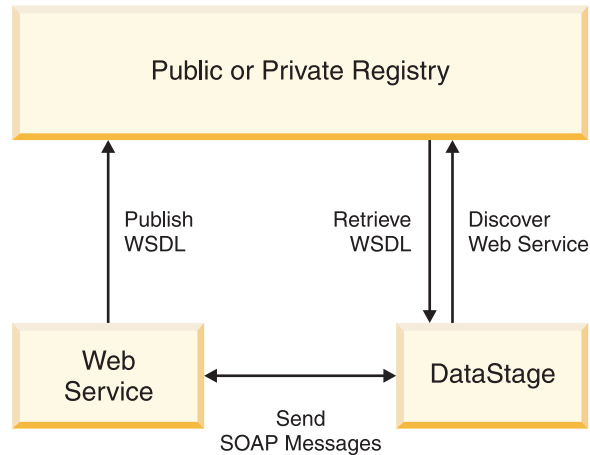 Public or Private Registry
Publish
WSDL
Retrieve
WSDL
Discover
Web Service
Web
Service
DataStage
Send
SOAP Messages